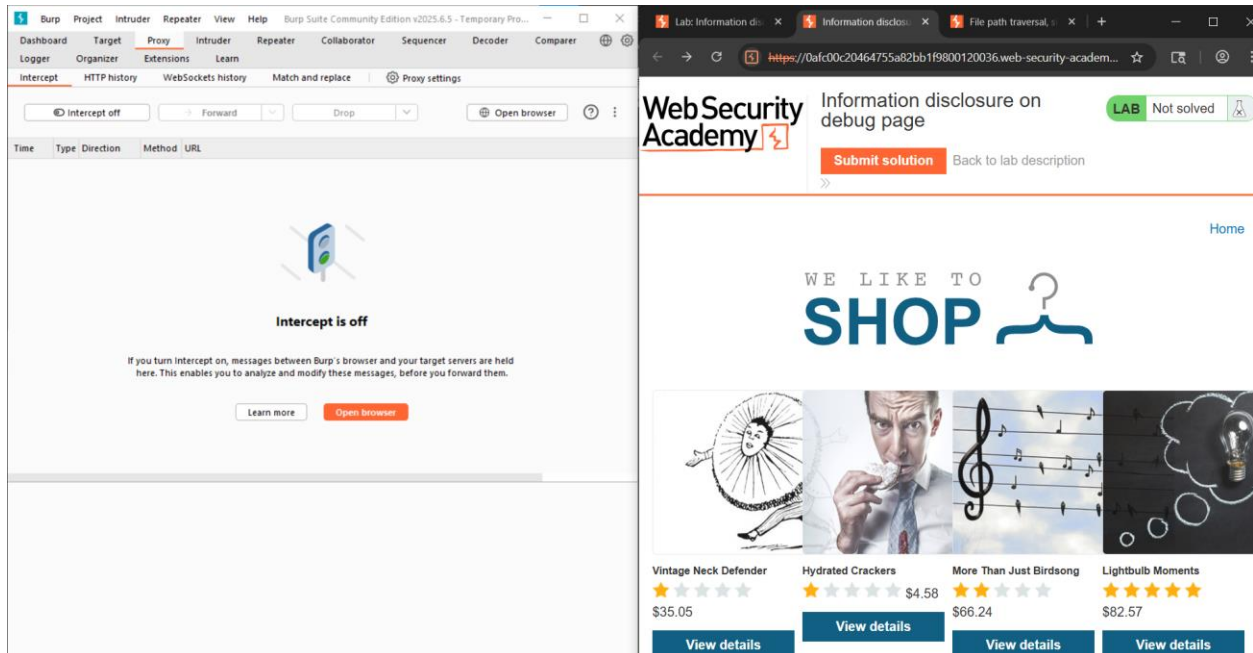 Burp Project Intruder Repeater View Help Burp Suite Community Edition v2025.6.5 - Temporary Pro...
Dashboard Target Proxy Intruder Repeater Collaborator Sequencer Decoder Comparer
Logger Organizer Extensions Learn
Intercept HTTP history WebSockets history Match and replace Proxy settings
Intercept off Forward Drop Open browser
Time Type Direction Method URL
Intercept is off
If you turn Intercept on, messages between Burp's browser and your target servers are held
here. This enables you to analyze and modify these messages, before you forward them.
Learn more Open browser
Lab: Information dis Information disclosu File path traversal, s
https://0afc00c20464755a82bb1f9800120036.web-security-academ...
Web Security
Academy
Information disclosure on
debug page
LAB Not solved
Submit solution Back to lab description
Home
WE LIKE TO
SHOP
Vintage Neck Defender Hydrated Crackers More Than Just Birdsong Lightbulb Moments
$35.05 $4.58 $66.24 $82.57
View details View details View details View details